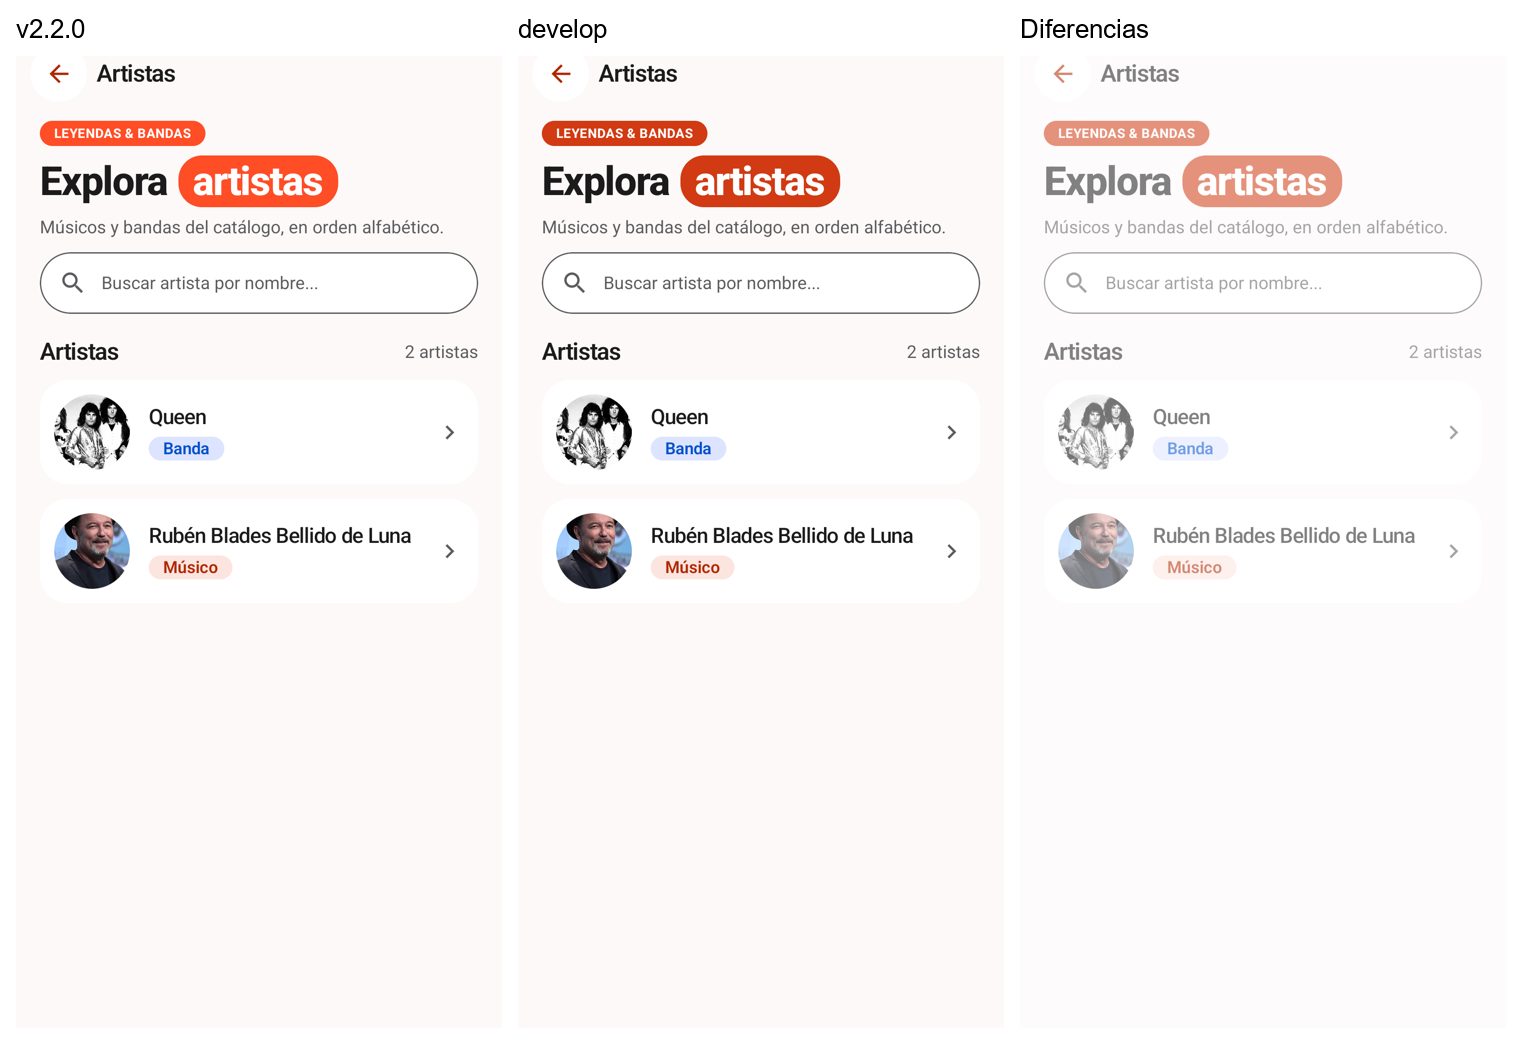 v2.2.0
Artistas
LEYENDAS & BANDAS
Explora artistas
Músicos y bandas del catálogo, en orden alfabético.
Buscar artista por nombre...
Artistas 2 artistas
Queen
Banda
Rubén Blades Bellido de Luna
Músico
develop
Artistas
LEYENDAS & BANDAS
Explora artistas
Músicos y bandas del catálogo, en orden alfabético.
Buscar artista por nombre...
Artistas 2 artistas
Queen
Banda
Rubén Blades Bellido de Luna
Músico
Diferencias
Artistas
LEYENDAS & BANDAS
Explora artistas
Músicos y bandas del catálogo, en orden alfabético.
Buscar artista por nombre...
Artistas 2 artistas
Queen
Banda
Rubén Blades Bellido de Luna
Músico